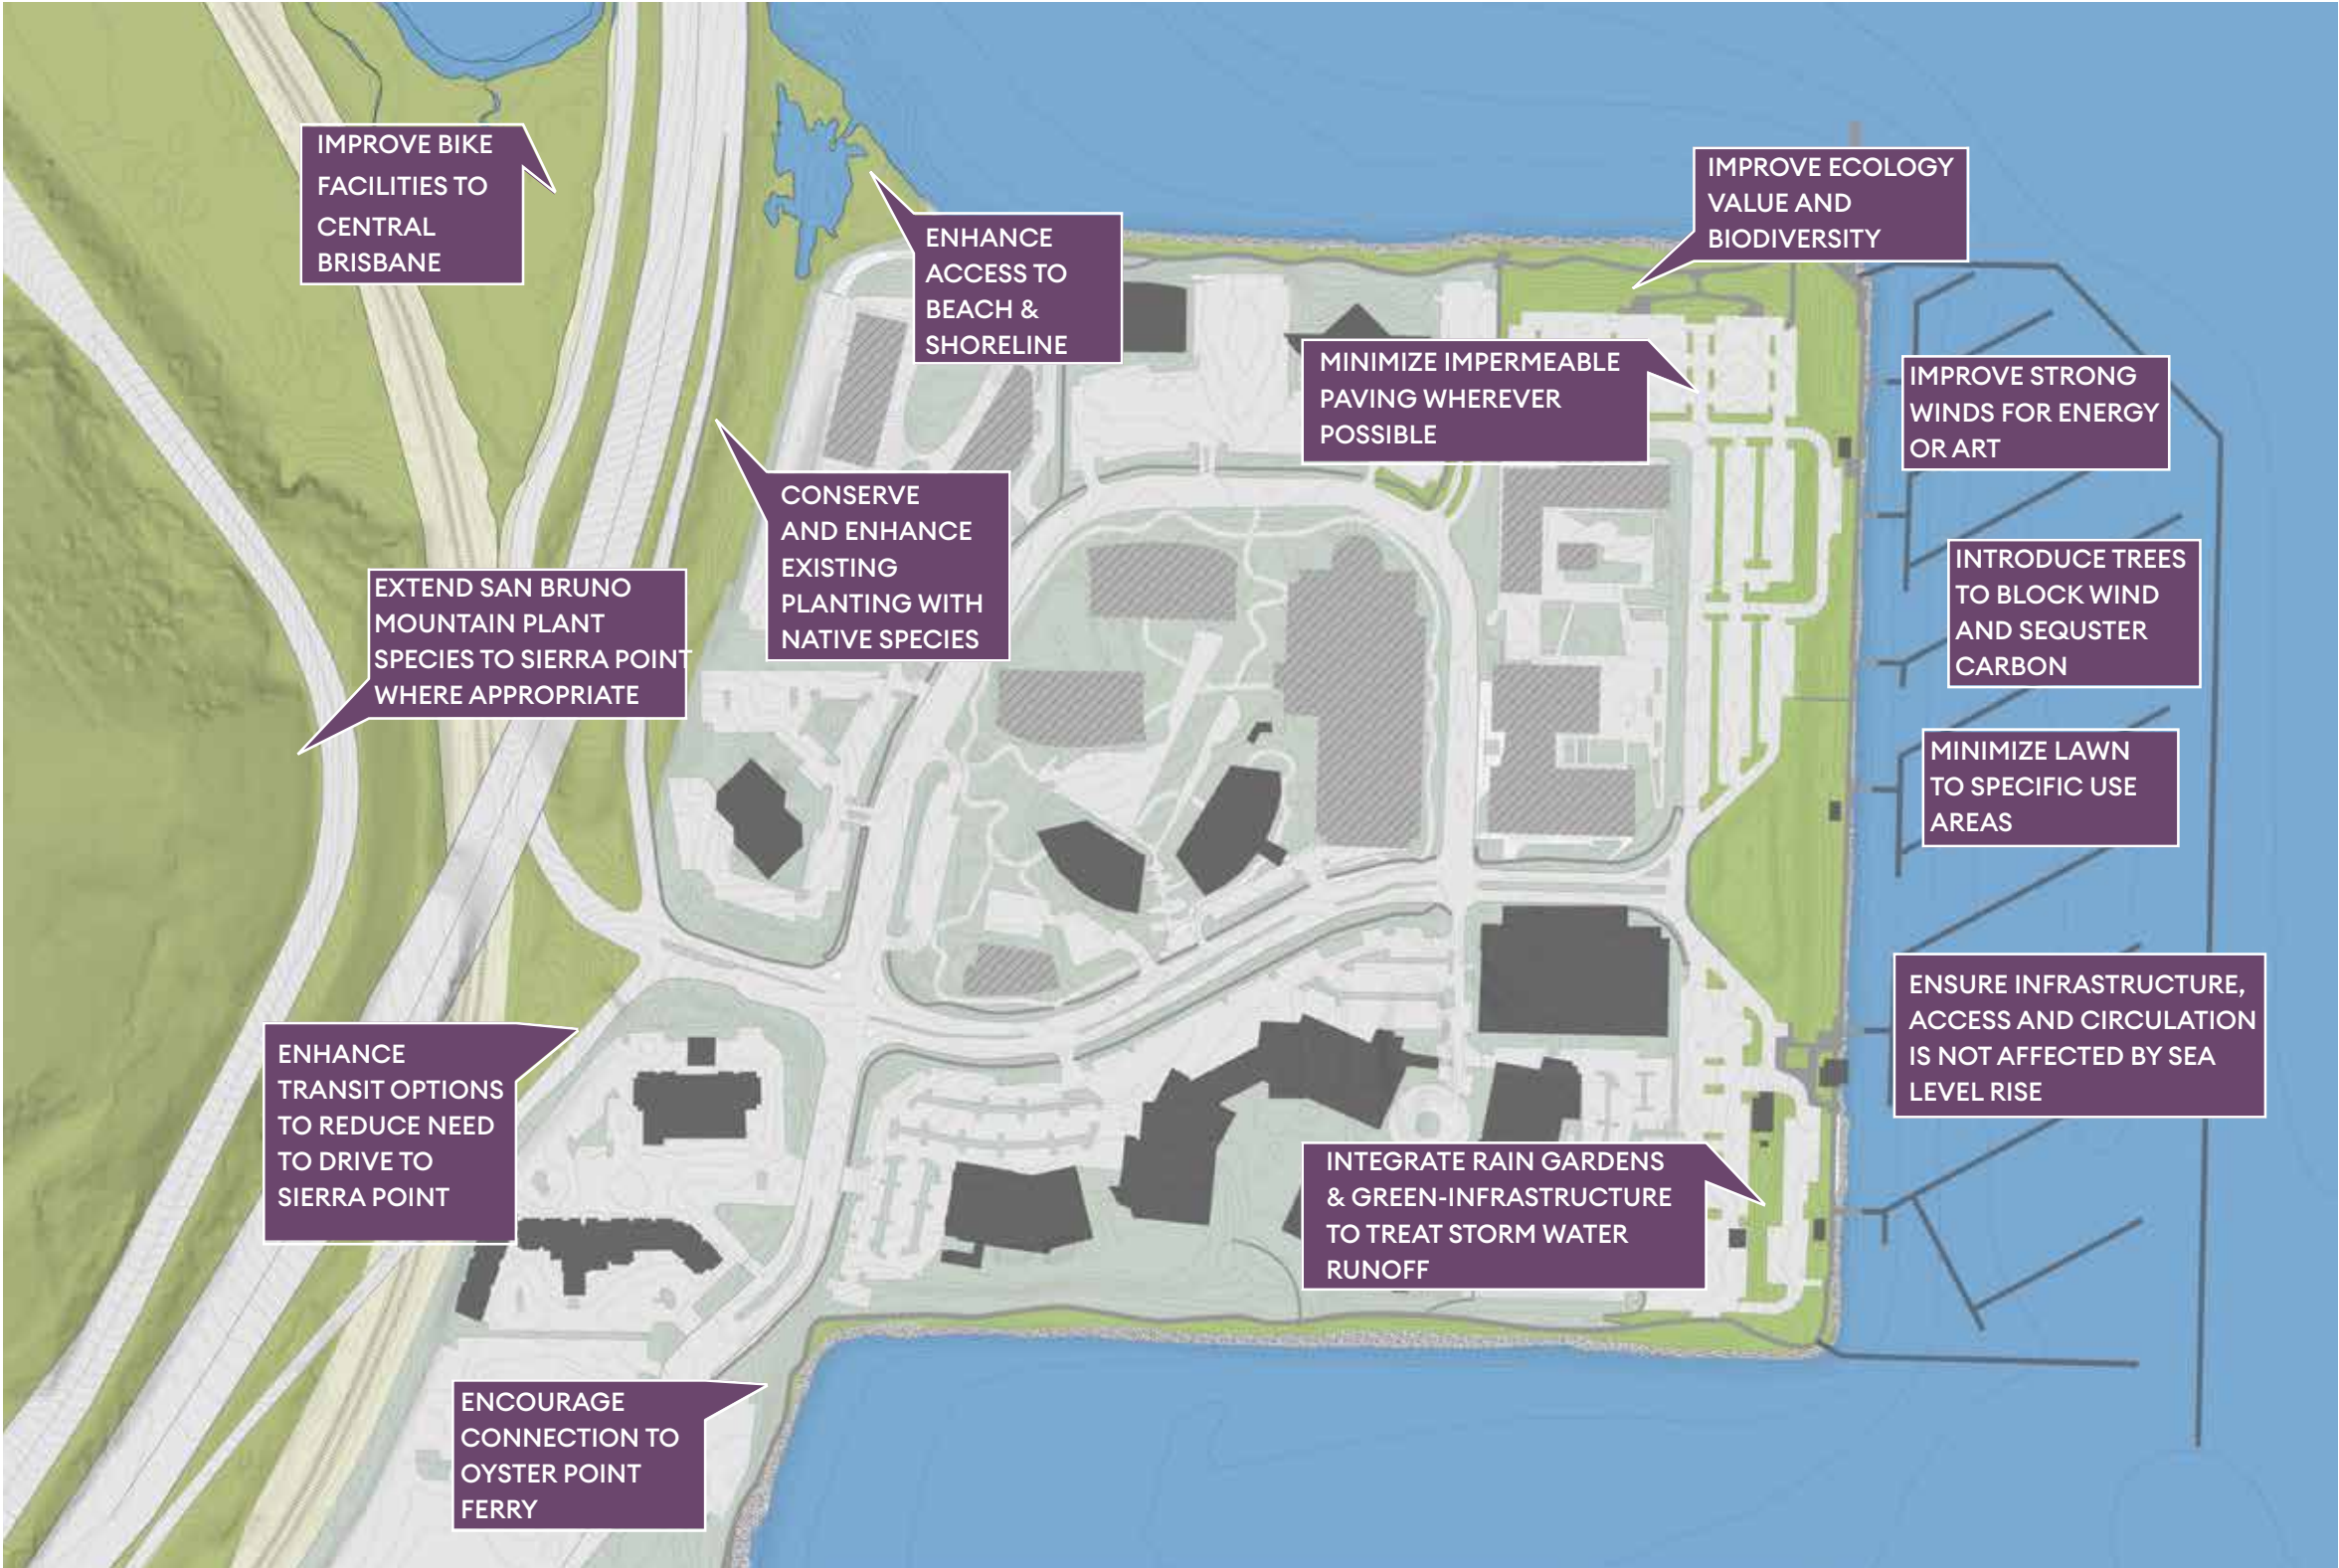 IMPROVE BIKE
FACILITIES TO
CENTRAL
BRISBANE
ENHANCE
ACCESS TO
BEACH &
SHORELINE
IMPROVE ECOLOGY
VALUE AND
BIODIVERSITY
MINIMIZE IMPERMEABLE
PAVING WHEREVER
POSSIBLE
IMPROVE STRONG
WINDS FOR ENERGY
OR ART
CONSERVE
AND ENHANCE
EXISTING
PLANTING WITH
NATIVE SPECIES
INTRODUCE TREES
TO BLOCK WIND
AND SEQUSTER
CARBON
EXTEND SAN BRUNO
MOUNTAIN PLANT
SPECIES TO SIERRA POINT
WHERE APPROPRIATE
MINIMIZE LAWN
TO SPECIFIC USE
AREAS
ENSURE INFRASTRUCTURE,
ACCESS AND CIRCULATION
IS NOT AFFECTED BY SEA
LEVEL RISE
ENHANCE
TRANSIT OPTIONS
TO REDUCE NEED
TO DRIVE TO
SIERRA POINT
INTEGRATE RAIN GARDENS
& GREEN-INFRASTRUCTURE
TO TREAT STORM WATER
RUNOFF
ENCOURAGE
CONNECTION TO
OYSTER POINT
FERRY